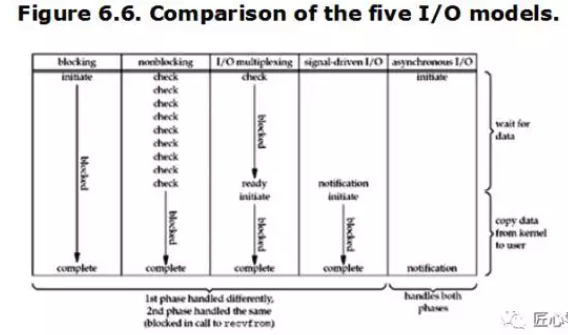 Figure 6.6. Comparison of the five I/O models.
blocking nonblocking I/O multiplexing signal-driven I/O asynchronous I/O
initiate check check initiate
check
check
check
check
check
check
check
check ready notification
initiate initiate
blocked
blocked
blocked
blocked
blocked
complete complete complete complete notification
wait for
data
copy data
from kernel
to user
1st phase handled differently,
2nd phase handled the same
(blocked in call to recvfrom)
handles both
phases
匠心